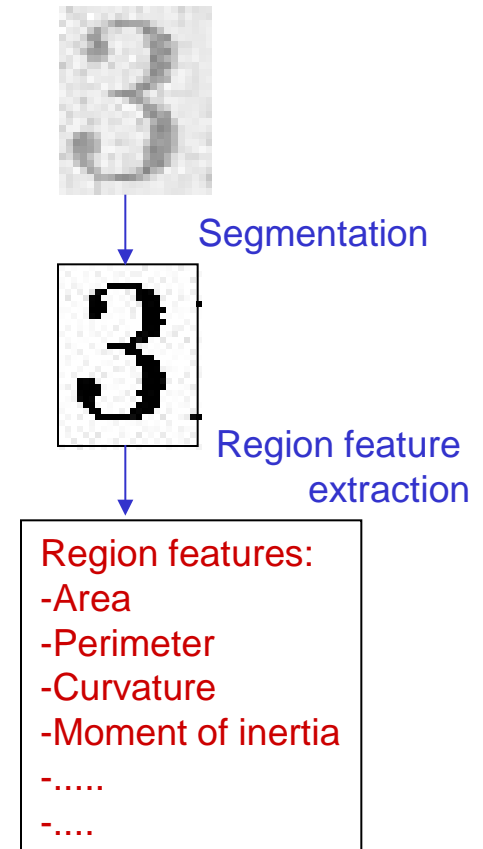 3
Segmentation
3
Region feature
extraction
Region features:
-Area
-Perimeter
-Curvature
-Moment of inertia
-.....
-....